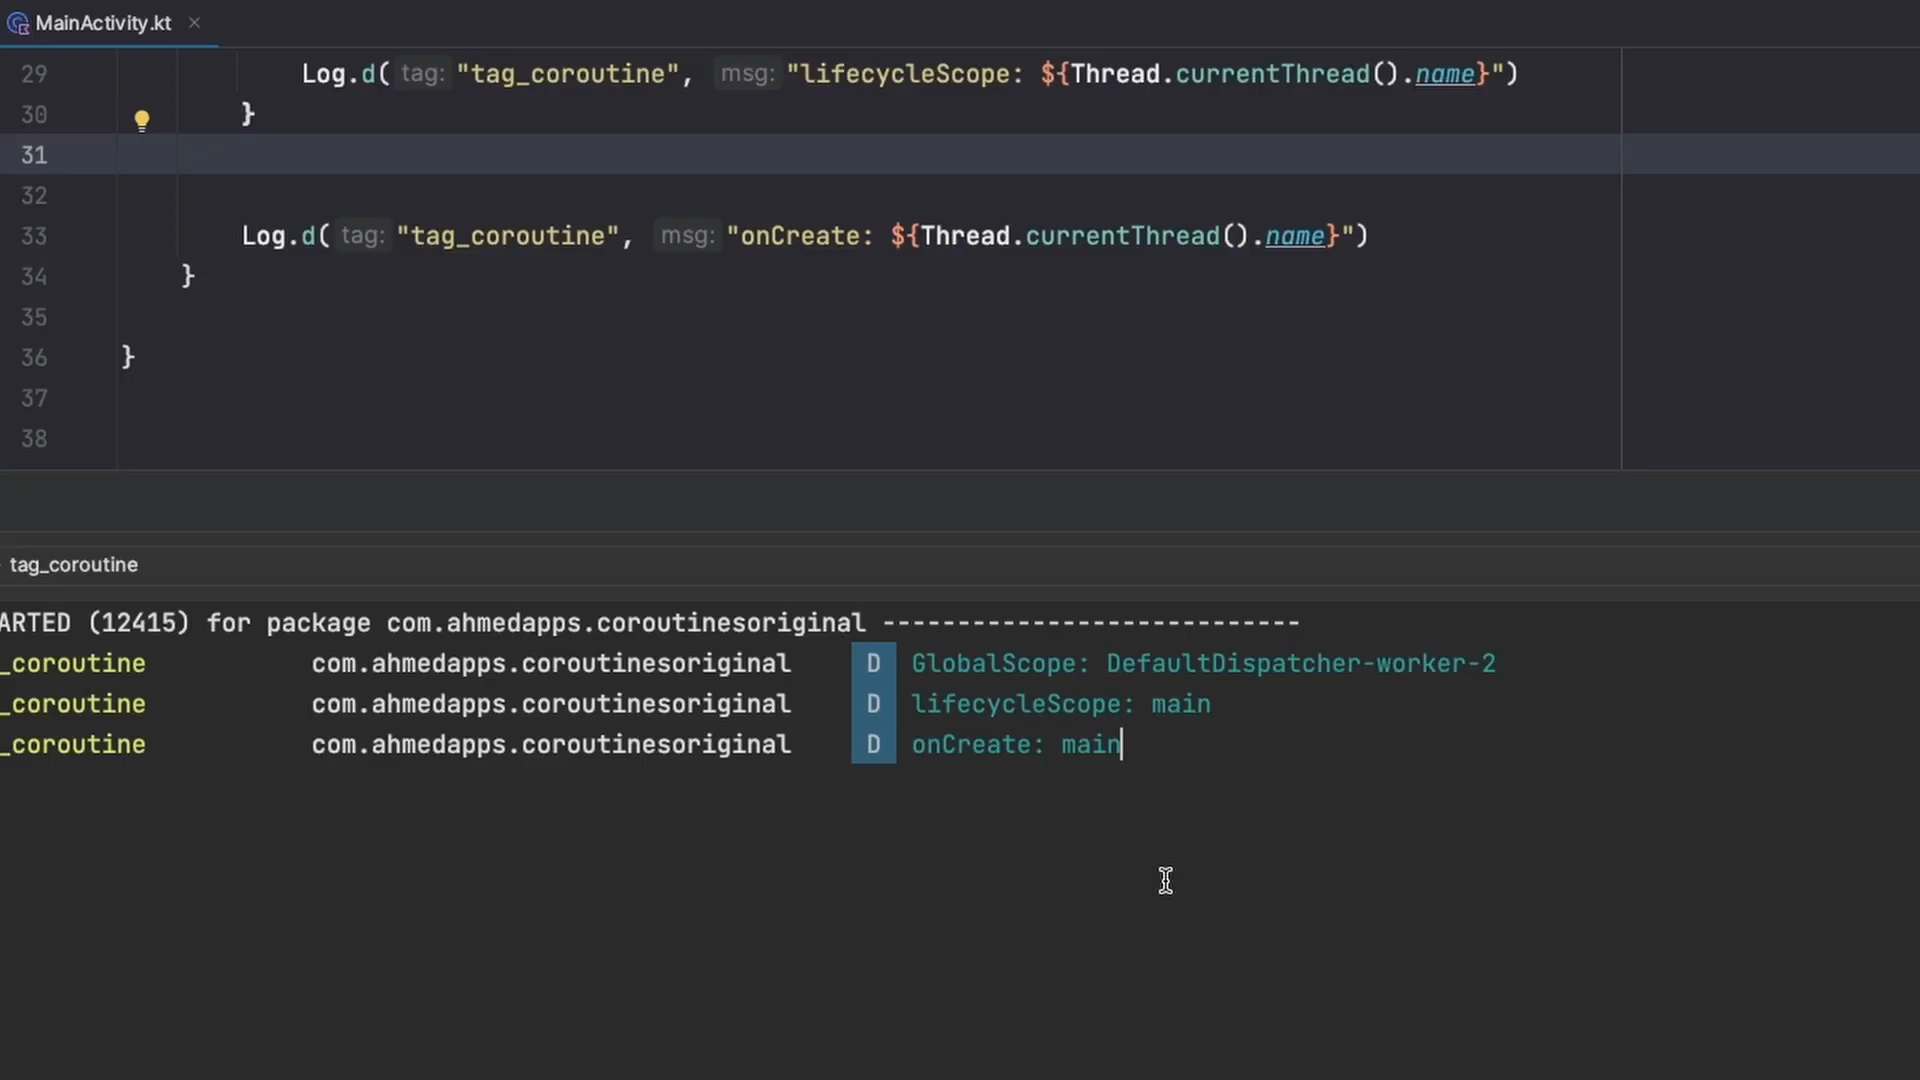 MainActivity.kt
29 Log.d( tag: "tag_coroutine", msg: "lifecycleScope: ${Thread.currentThread().name}")
30 }
31
32
33 Log.d( tag: "tag_coroutine", msg: "onCreate: ${Thread.currentThread().name}")
34 }
35
36 }
37
38
tag_coroutine
ARTED (12415) for package com.ahmedapps.coroutinesoriginal ----------------------------
_coroutine com.ahmedapps.coroutinesoriginal D GlobalScope: DefaultDispatcher-worker-2
_coroutine com.ahmedapps.coroutinesoriginal D lifecycleScope: main
_coroutine com.ahmedapps.coroutinesoriginal D onCreate: main